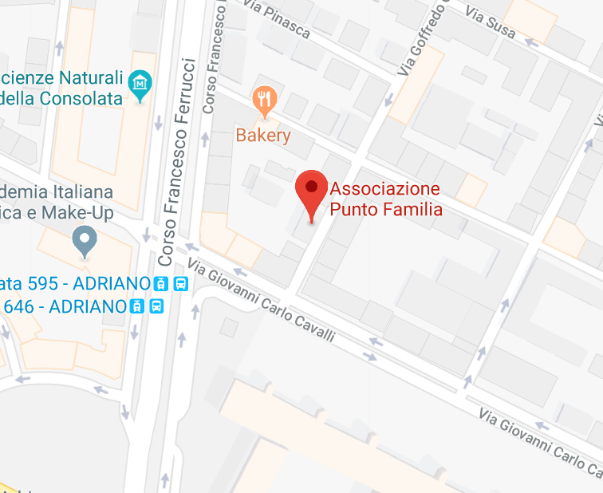 Via Pinasca
Corso Francesco
Via Goffredo
Via Susa
cienze Naturali
della Consolata
Corso Francesco Ferrucci
Bakery
demia Italiana
ica e Make-Up
Associazione
Punto Familia
ata 595 - ADRIANO
646 - ADRIANO
Via Giovanni Carlo Cavalli
Via Giovanni Carlo Ca